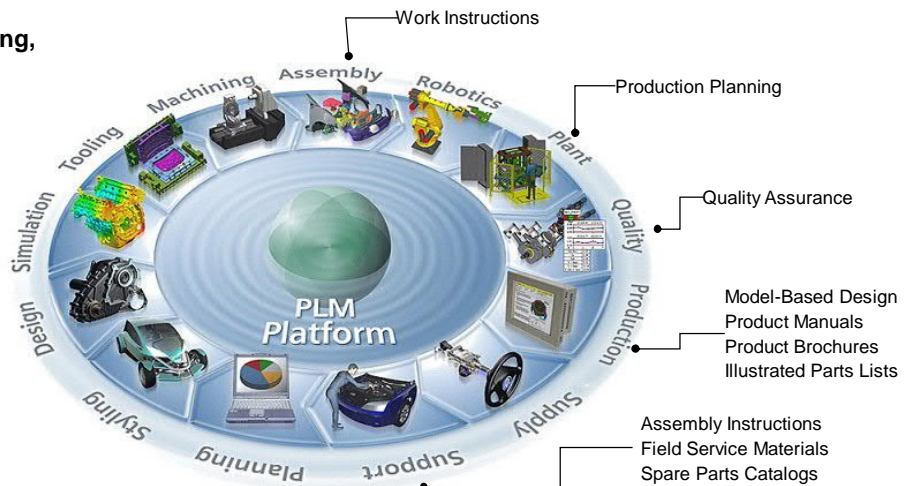 ng,
Work Instructions
Production Planning
Quality Assurance
Model-Based Design
Product Manuals
Product Brochures
Illustrated Parts Lists
Assembly Instructions
Field Service Materials
Spare Parts Catalogs
Assembly
Robotics
Plant
Quality
Production
Supply
Support
Planning
Styling
Design
Simulation
Tooling
Machining
PLM
Platform